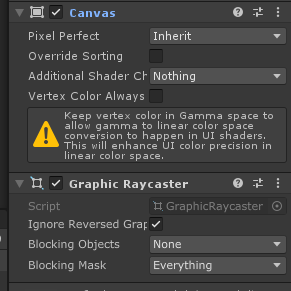 Canvas
Pixel Perfect Inherit
Override Sorting
Additional Shader Ch Nothing
Vertex Color Always
Keep vertex color in Gamma space to
allow gamma to linear color space
conversion to happen in UI shaders.
This will enhance UI color precision in
linear color space.
Graphic Raycaster
Script GraphicRaycaster
Ignore Reversed Grap
Blocking Objects None
Blocking Mask Everything